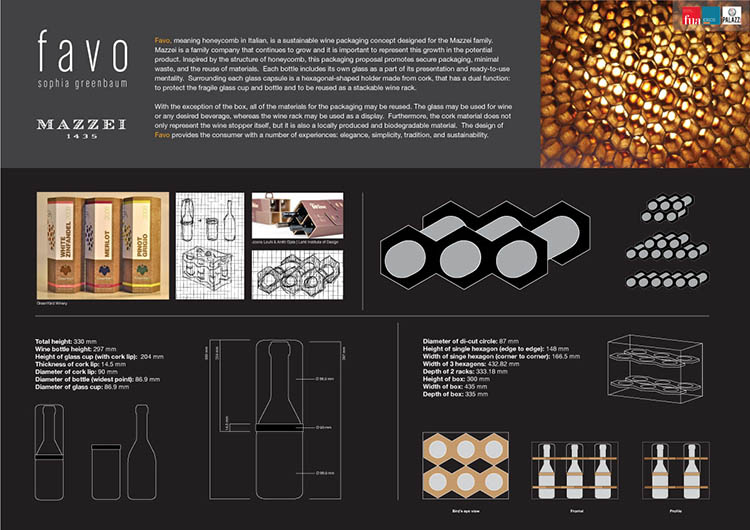 favo
sophia greenbaum
MAZZEI
1435
Favo, meaning honeycomb in Italian, is a sustainable wine packaging concept designed for the Mazzei family.
Mazzei is a family company that continues to grow and it is important to represent this growth in the potential
product. Inspired by the structure of honeycomb, this packaging proposal promotes secure packaging, minimal
waste, and the reuse of materials. Each bottle includes its own glass as a part of its presentation and ready-to-use
mentality. Surrounding each glass capsule is a hexagonal-shaped holder made from cork, that has a dual function:
to protect the fragile glass cup and bottle and to be reused as a stackable wine rack.
With the exception of the box, all of the materials for the packaging may be reused. The glass may be used for wine
or any desired beverage, whereas the wine rack may be used as a display. Furthermore, the cork material does not
only represent the wine stopper itself, but it is also a locally produced and biodegradable material. The design of
Favo provides the consumer with a number of experiences: elegance, simplicity, tradition, and sustainability.
fua
PALAZZI
WHITE
ZINFANDEL
MERLOT
PINOT
GRIGIO
Total height: 330 mm
Wine bottle height: 297 mm
Height of glass cup (with cork lip): 204 mm
Thickness of cork lip: 14.5 mm
Diameter of cork lip: 90 mm
Diameter of bottle (widest point): 86.9 mm
Diameter of glass cup: 86.9 mm
Diameter of di-cut circle: 87 mm
Height of single hexagon (edge to edge): 148 mm
Width of singe hexagon (corner to corner): 166.5 mm
Width of 3 hexagons: 432.82 mm
Depth of 2 racks: 333.18 mm
Height of box: 300 mm
Width of box: 435 mm
Depth of box: 335 mm
Bird's eye view
Frontal
Profile